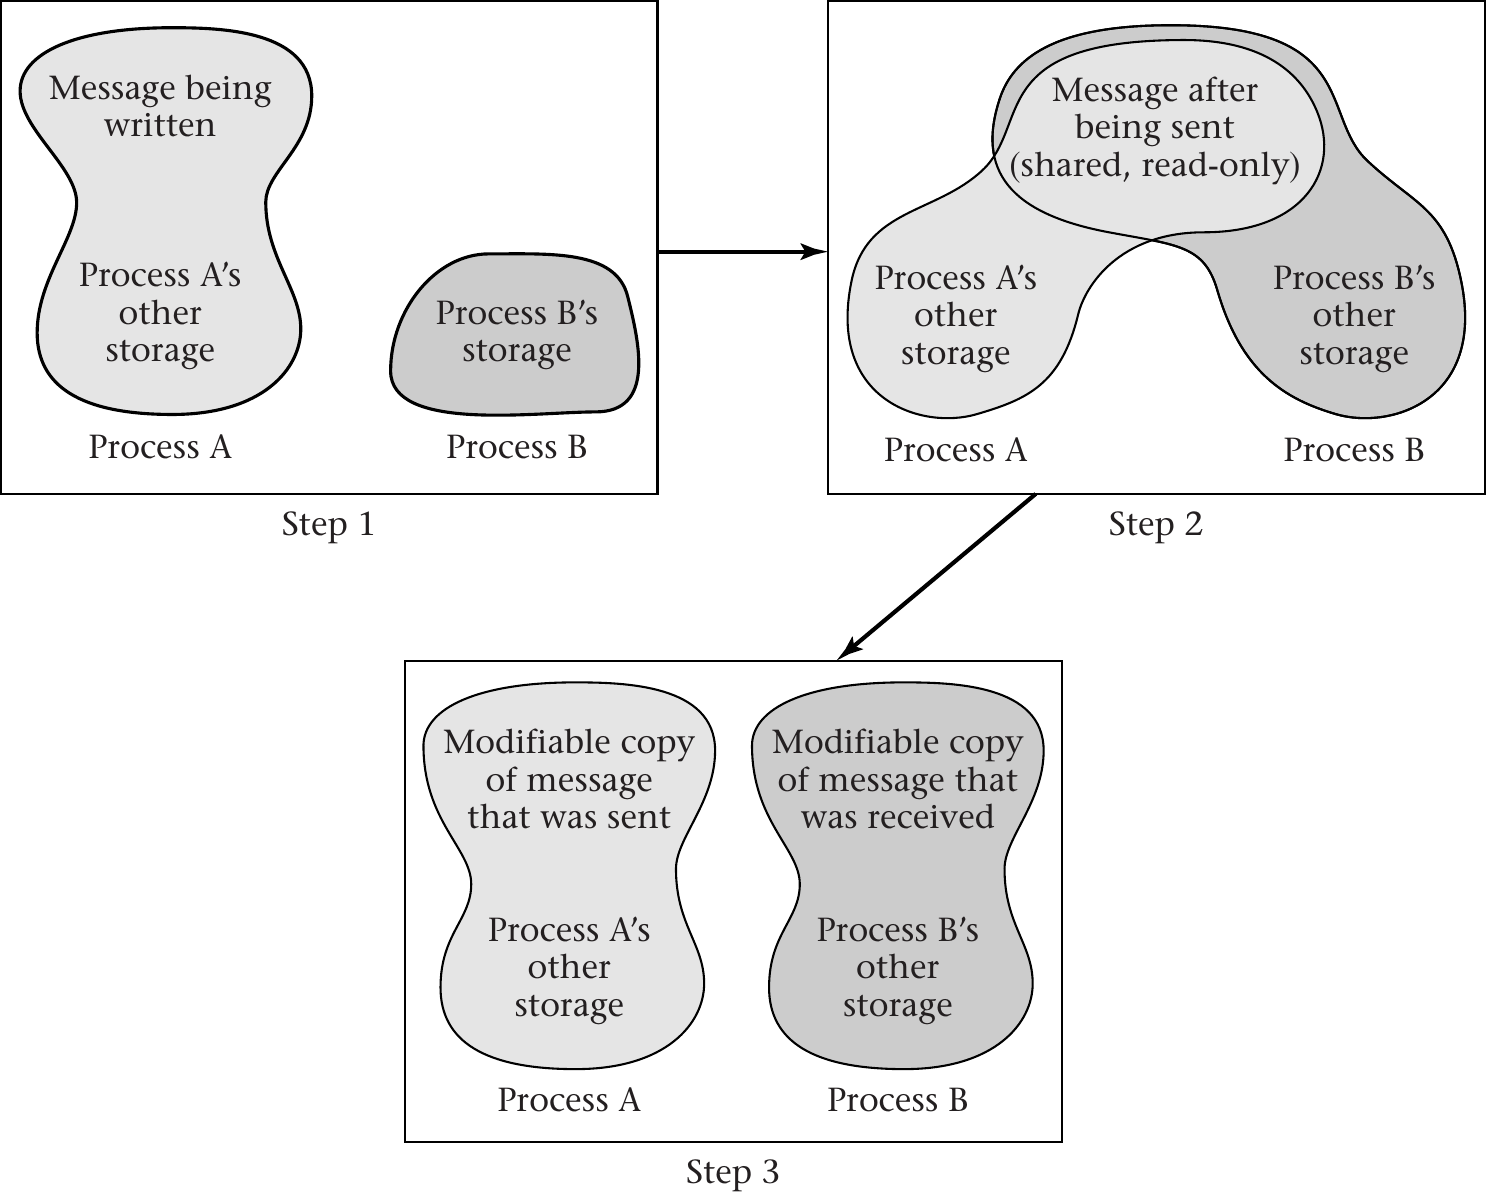 Message being
written
Process A's
other
storage
Process B's
storage
Process A
Process B
Step 1
Message after
being sent
(shared, read-only)
Process A's
other
storage
Process B's
other
storage
Process A
Process B
Step 2
Modifiable copy
of message
that was sent
Process A's
other
storage
Modifiable copy
of message that
was received
Process B's
other
storage
Process A
Process B
Step 3